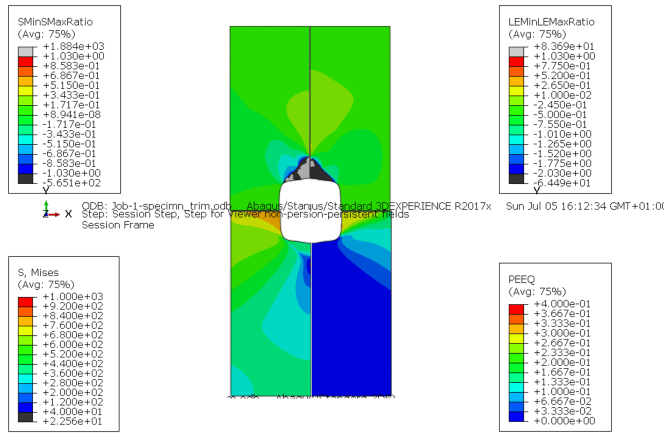 SMinSMaxRatio
(Avg: 75%)
+1.884e+03
+1.030e+00
+8.583e-01
+6.867e-01
+5.150e-01
+3.433e-01
+1.717e-01
+8.941e-08
-1.717e-01
-3.433e-01
-5.150e-01
-6.867e-01
-8.583e-01
-1.030e+00
-5.651e+02
LEMinLEMaxRatio
(Avg: 75%)
+8.369e+01
+1.030e+00
+7.750e-01
+5.200e-01
+2.650e-01
+1.000e-02
-2.450e-01
-5.000e-01
-7.550e-01
-1.010e+00
-1.265e+00
-1.520e+00
-1.775e+00
-2.030e+00
-6.449e+01
Y
Z X
Y
ODB: Job-1-specimn_trim.odb Abaqus/Standard 3DEXPERIENCE R2017x Sun Jul 05 16:12:34 GMT+01:00
Step: Session Step, Step for Viewer non-persistent fields
Session Frame
S, Mises
(Avg: 75%)
+1.000e+03
+9.200e+02
+8.400e+02
+7.600e+02
+6.800e+02
+6.000e+02
+5.200e+02
+4.400e+02
+3.600e+02
+2.800e+02
+2.000e+02
+1.200e+02
+4.000e+01
+2.256e+01
PEEQ
(Avg: 75%)
+4.000e-01
+3.667e-01
+3.333e-01
+3.000e-01
+2.667e-01
+2.333e-01
+2.000e-01
+1.667e-01
+1.333e-01
+1.000e-01
+6.667e-02
+3.333e-02
+0.000e+00